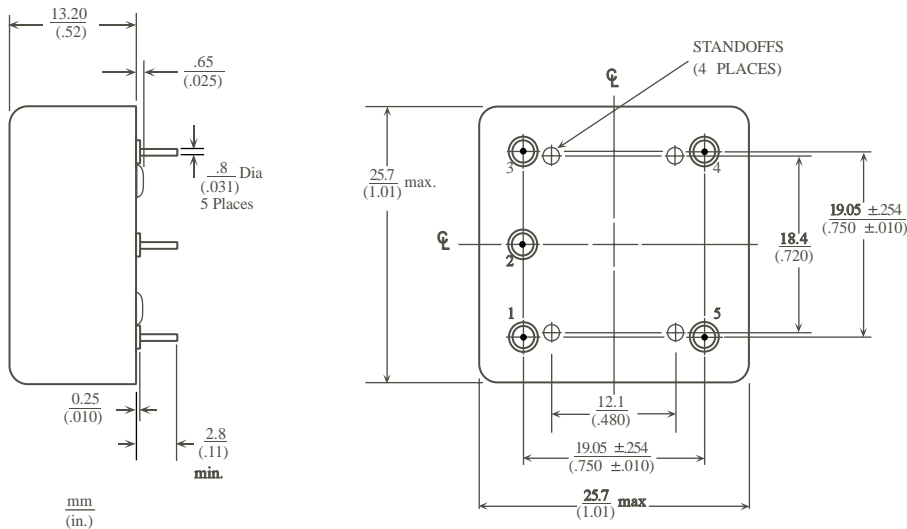 13.20
(.52)
.65
(.025)
.8 Dia
(.031)
5 Places
0.25
(.010)
2.8
(.11)
min.
mm
(in.)
STANDOFFS
(4 PLACES)
℄
25.7 max.
(1.01)
℄
3
4
2
1
5
18.4
(.720)
19.05 ±.254
(.750 ±.010)
12.1
(.480)
19.05 ±.254
(.750 ±.010)
25.7 max
(1.01)